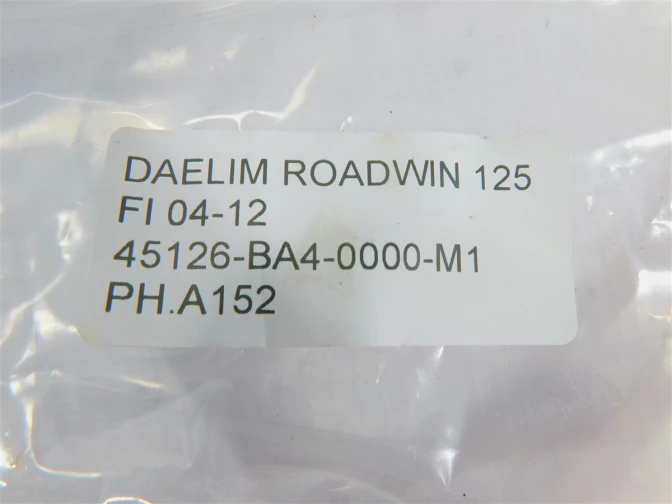 DAELIM ROADWIN 125
FI 04-12
45126-BA4-0000-M1
PH.A152